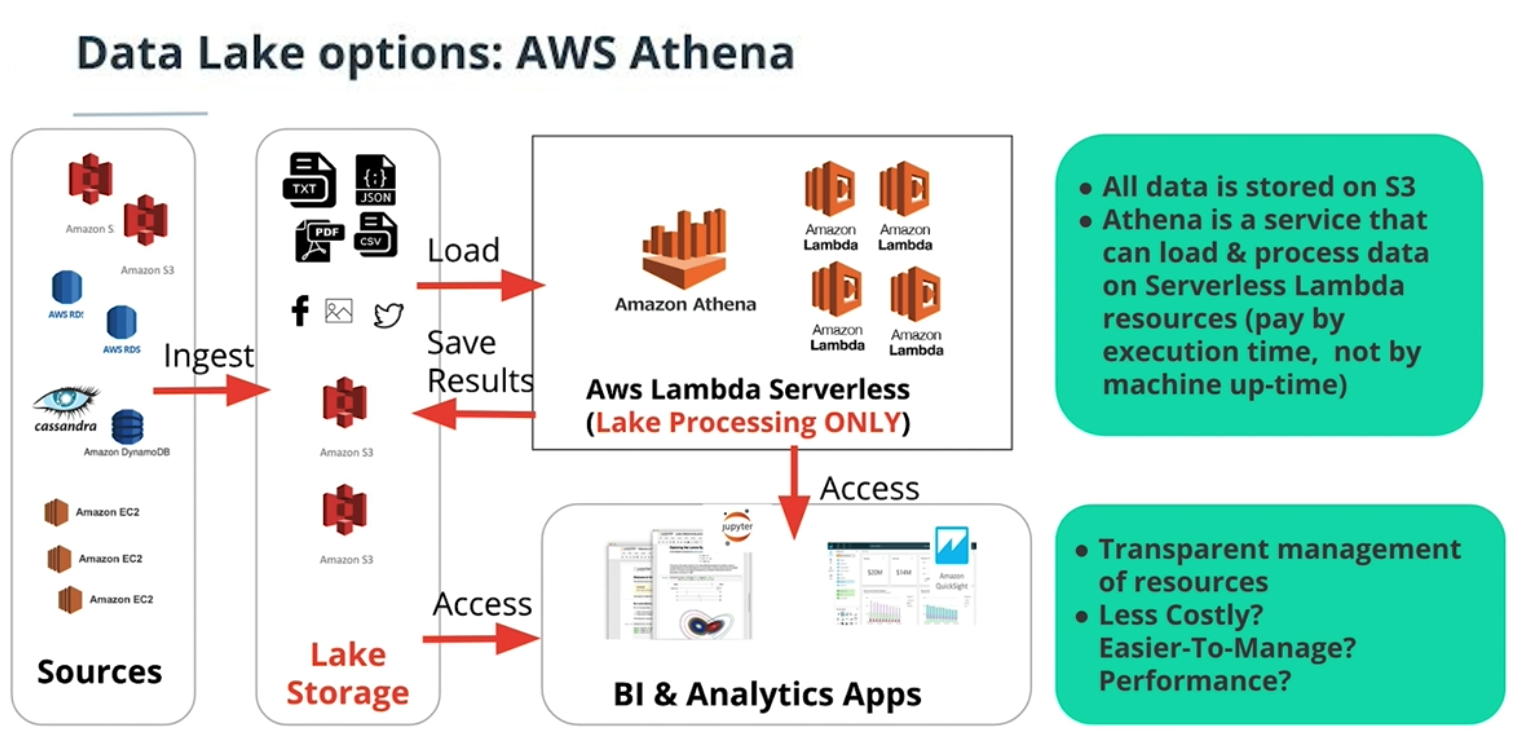 Data Lake options: AWS Athena
Amazon S
Amazon S3
AWS RDS
AWS RDS
cassandra
Amazon DynamoDB
Amazon EC2
Amazon EC2
Amazon EC2
Sources
Ingest
TXT
{;}
JSON
PDF
CSV
Amazon S3
Amazon S3
Lake
Storage
Load
Save
Results
Access
Amazon Athena
Amazon
Lambda
Amazon
Lambda
Amazon
Lambda
Amazon
Lambda
Aws Lambda Serverless
(Lake Processing ONLY)
Access
jupyter
$20M
$14M
Amazon
QuickSight
BI & Analytics Apps
● All data is stored on S3
● Athena is a service that
can load & process data
on Serverless Lambda
resources (pay by
execution time, not by
machine up-time)
● Transparent management
of resources
● Less Costly?
Easier-To-Manage?
Performance?